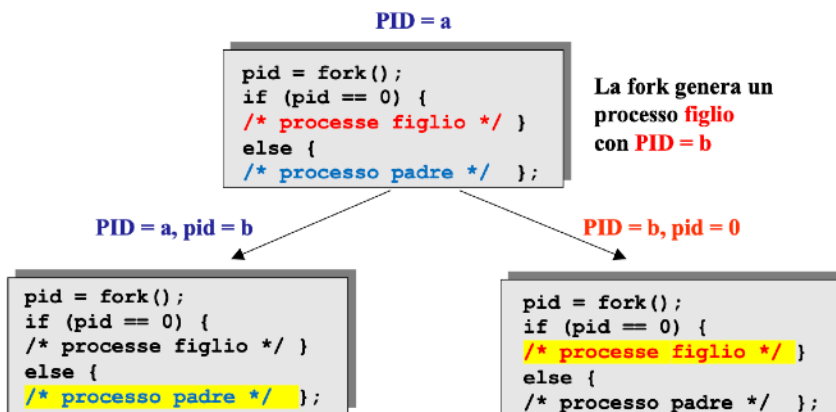 PID = a
pid = fork();
if (pid == 0) {
/* processe figlio */ }
else {
/* processo padre */  };
La fork genera un
processo figlio
con PID = b
PID = a, pid = b
PID = b, pid = 0
pid = fork();
if (pid == 0) {
/* processe figlio */ }
else {
/* processo padre */  };
pid = fork();
if (pid == 0) {
/* processe figlio */ }
else {
/* processo padre */  };